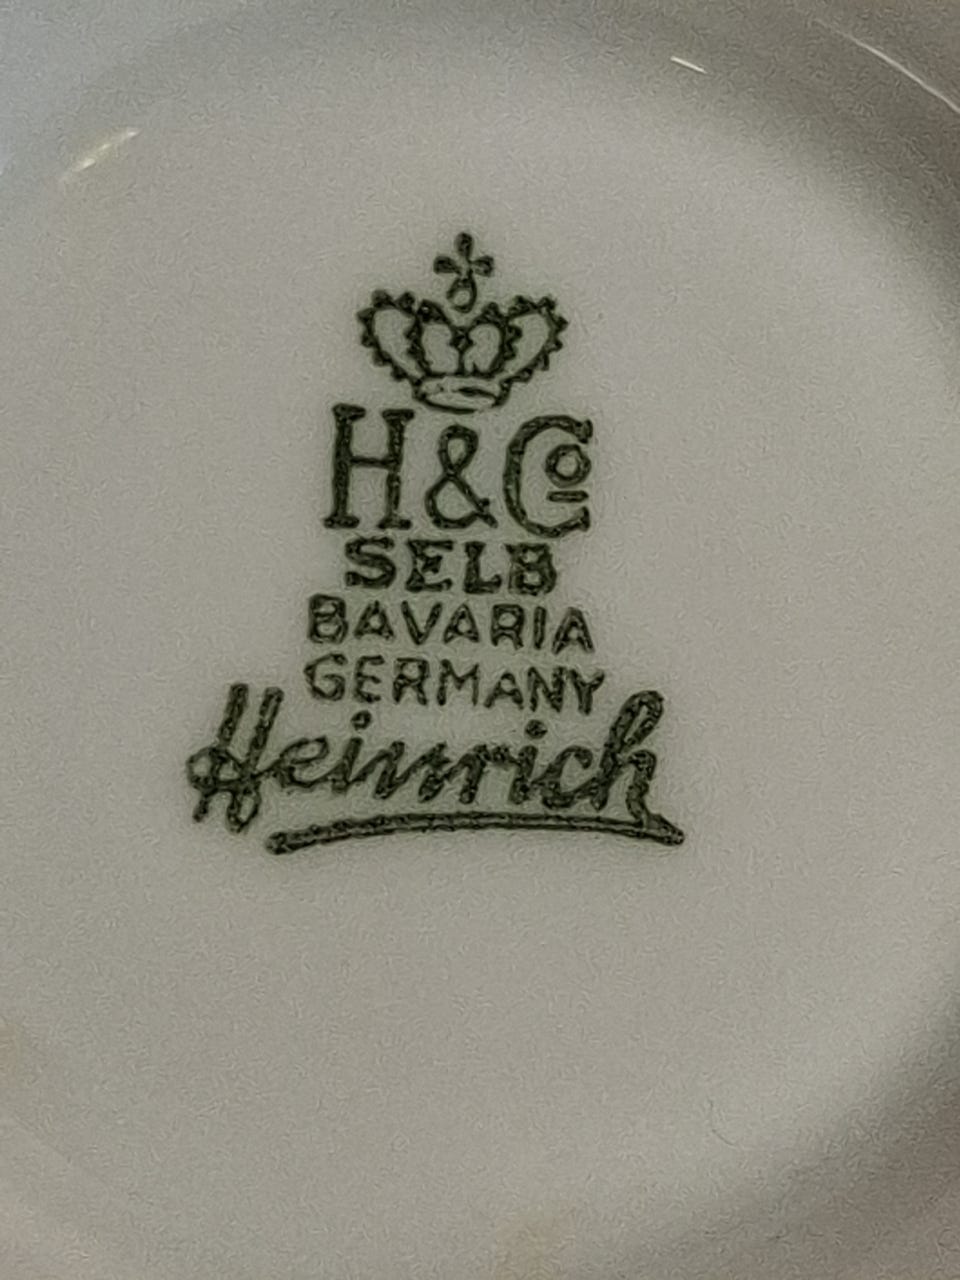 H&Co
SELB
BAVARIA
GERMANY
Heinrich